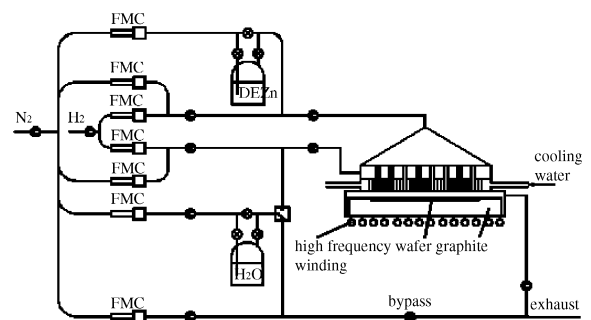 FMC
FMC
DEZn
FMC
N2
H2
FMC
cooling
water
FMC
FMC
high frequency wafer graphite
winding
H2O
FMC
bypass
exhaust